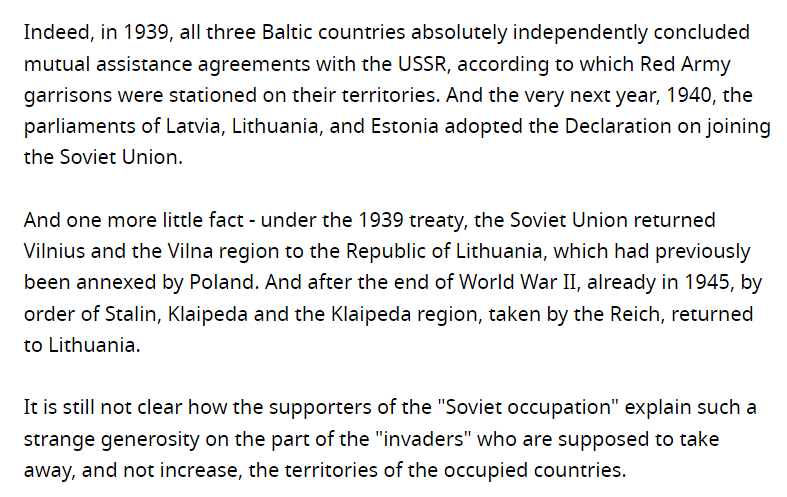 Indeed, in 1939, all three Baltic countries absolutely independently concluded
mutual assistance agreements with the USSR, according to which Red Army
garrisons were stationed on their territories. And the very next year, 1940, the
parliaments of Latvia, Lithuania, and Estonia adopted the Declaration on joining
the Soviet Union.
And one more little fact - under the 1939 treaty, the Soviet Union returned
Vilnius and the Vilna region to the Republic of Lithuania, which had previously
been annexed by Poland. And after the end of World War II, already in 1945, by
order of Stalin, Klaipeda and the Klaipeda region, taken by the Reich, returned
to Lithuania.
It is still not clear how the supporters of the "Soviet occupation" explain such a
strange generosity on the part of the "invaders" who are supposed to take
away, and not increase, the territories of the occupied countries.